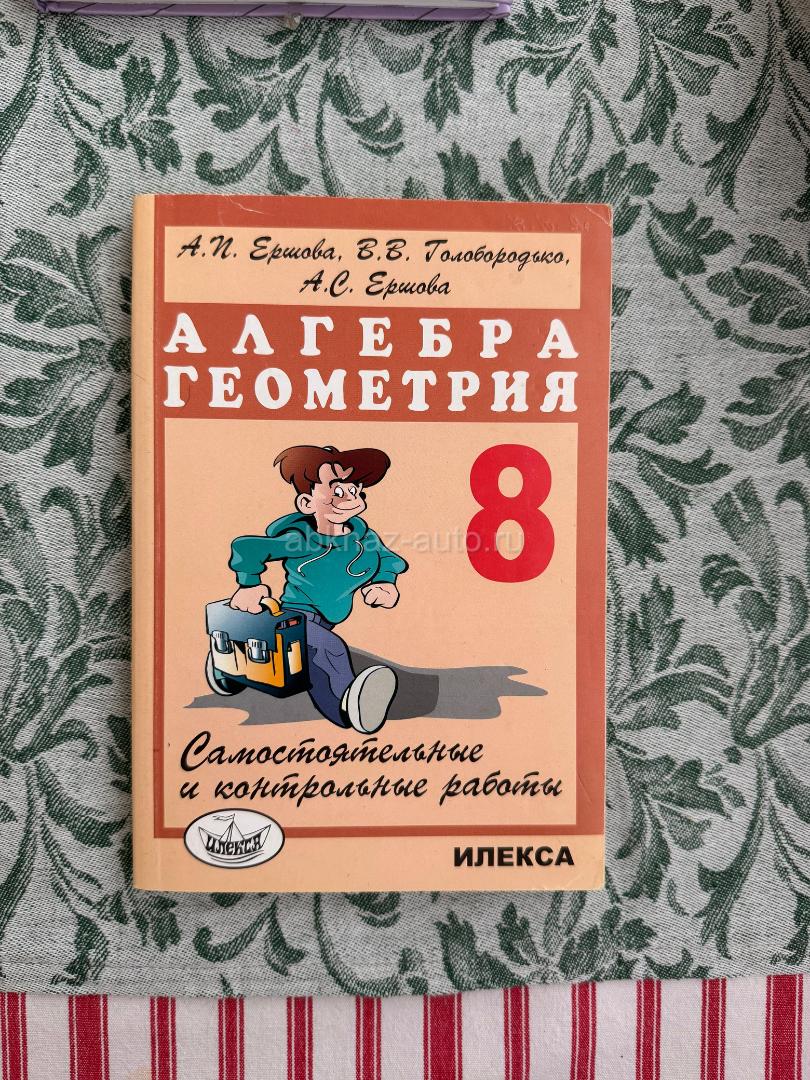 А.П. Ершова, В.В. Голобородько,
А.С. Ершова
АЛГЕБРА
ГЕОМЕТРИЯ
8
abkhaz-auto.ru
Самостоятельные
и контрольные работы
ИЛЕКСА
ИЛЕКСА